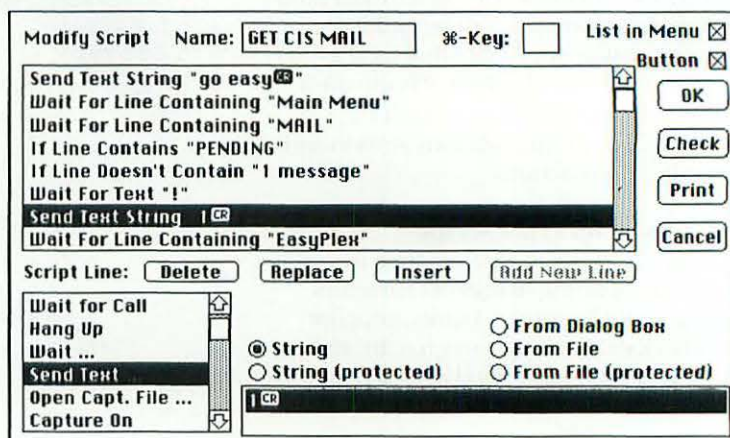 Modify Script Name: GET CIS MAIL ⌘-Key: List in Menu
Button
Send Text String "go easy"
Wait For Line Containing "Main Menu"
Wait For Line Containing "MAIL"
If Line Contains "PENDING"
If Line Doesn't Contain "1 message"
Wait For Text "!"
Send Text String 1 CR
Wait For Line Containing "EasyPlex"
OK
Check
Print
Cancel
Script Line: Delete Replace Insert Add New Line
Wait for Call
Hang Up
Wait ...
Send Text
Open Capt. File ...
Capture On
String
String (protected)
From Dialog Box
From File
From File (protected)
1 CR